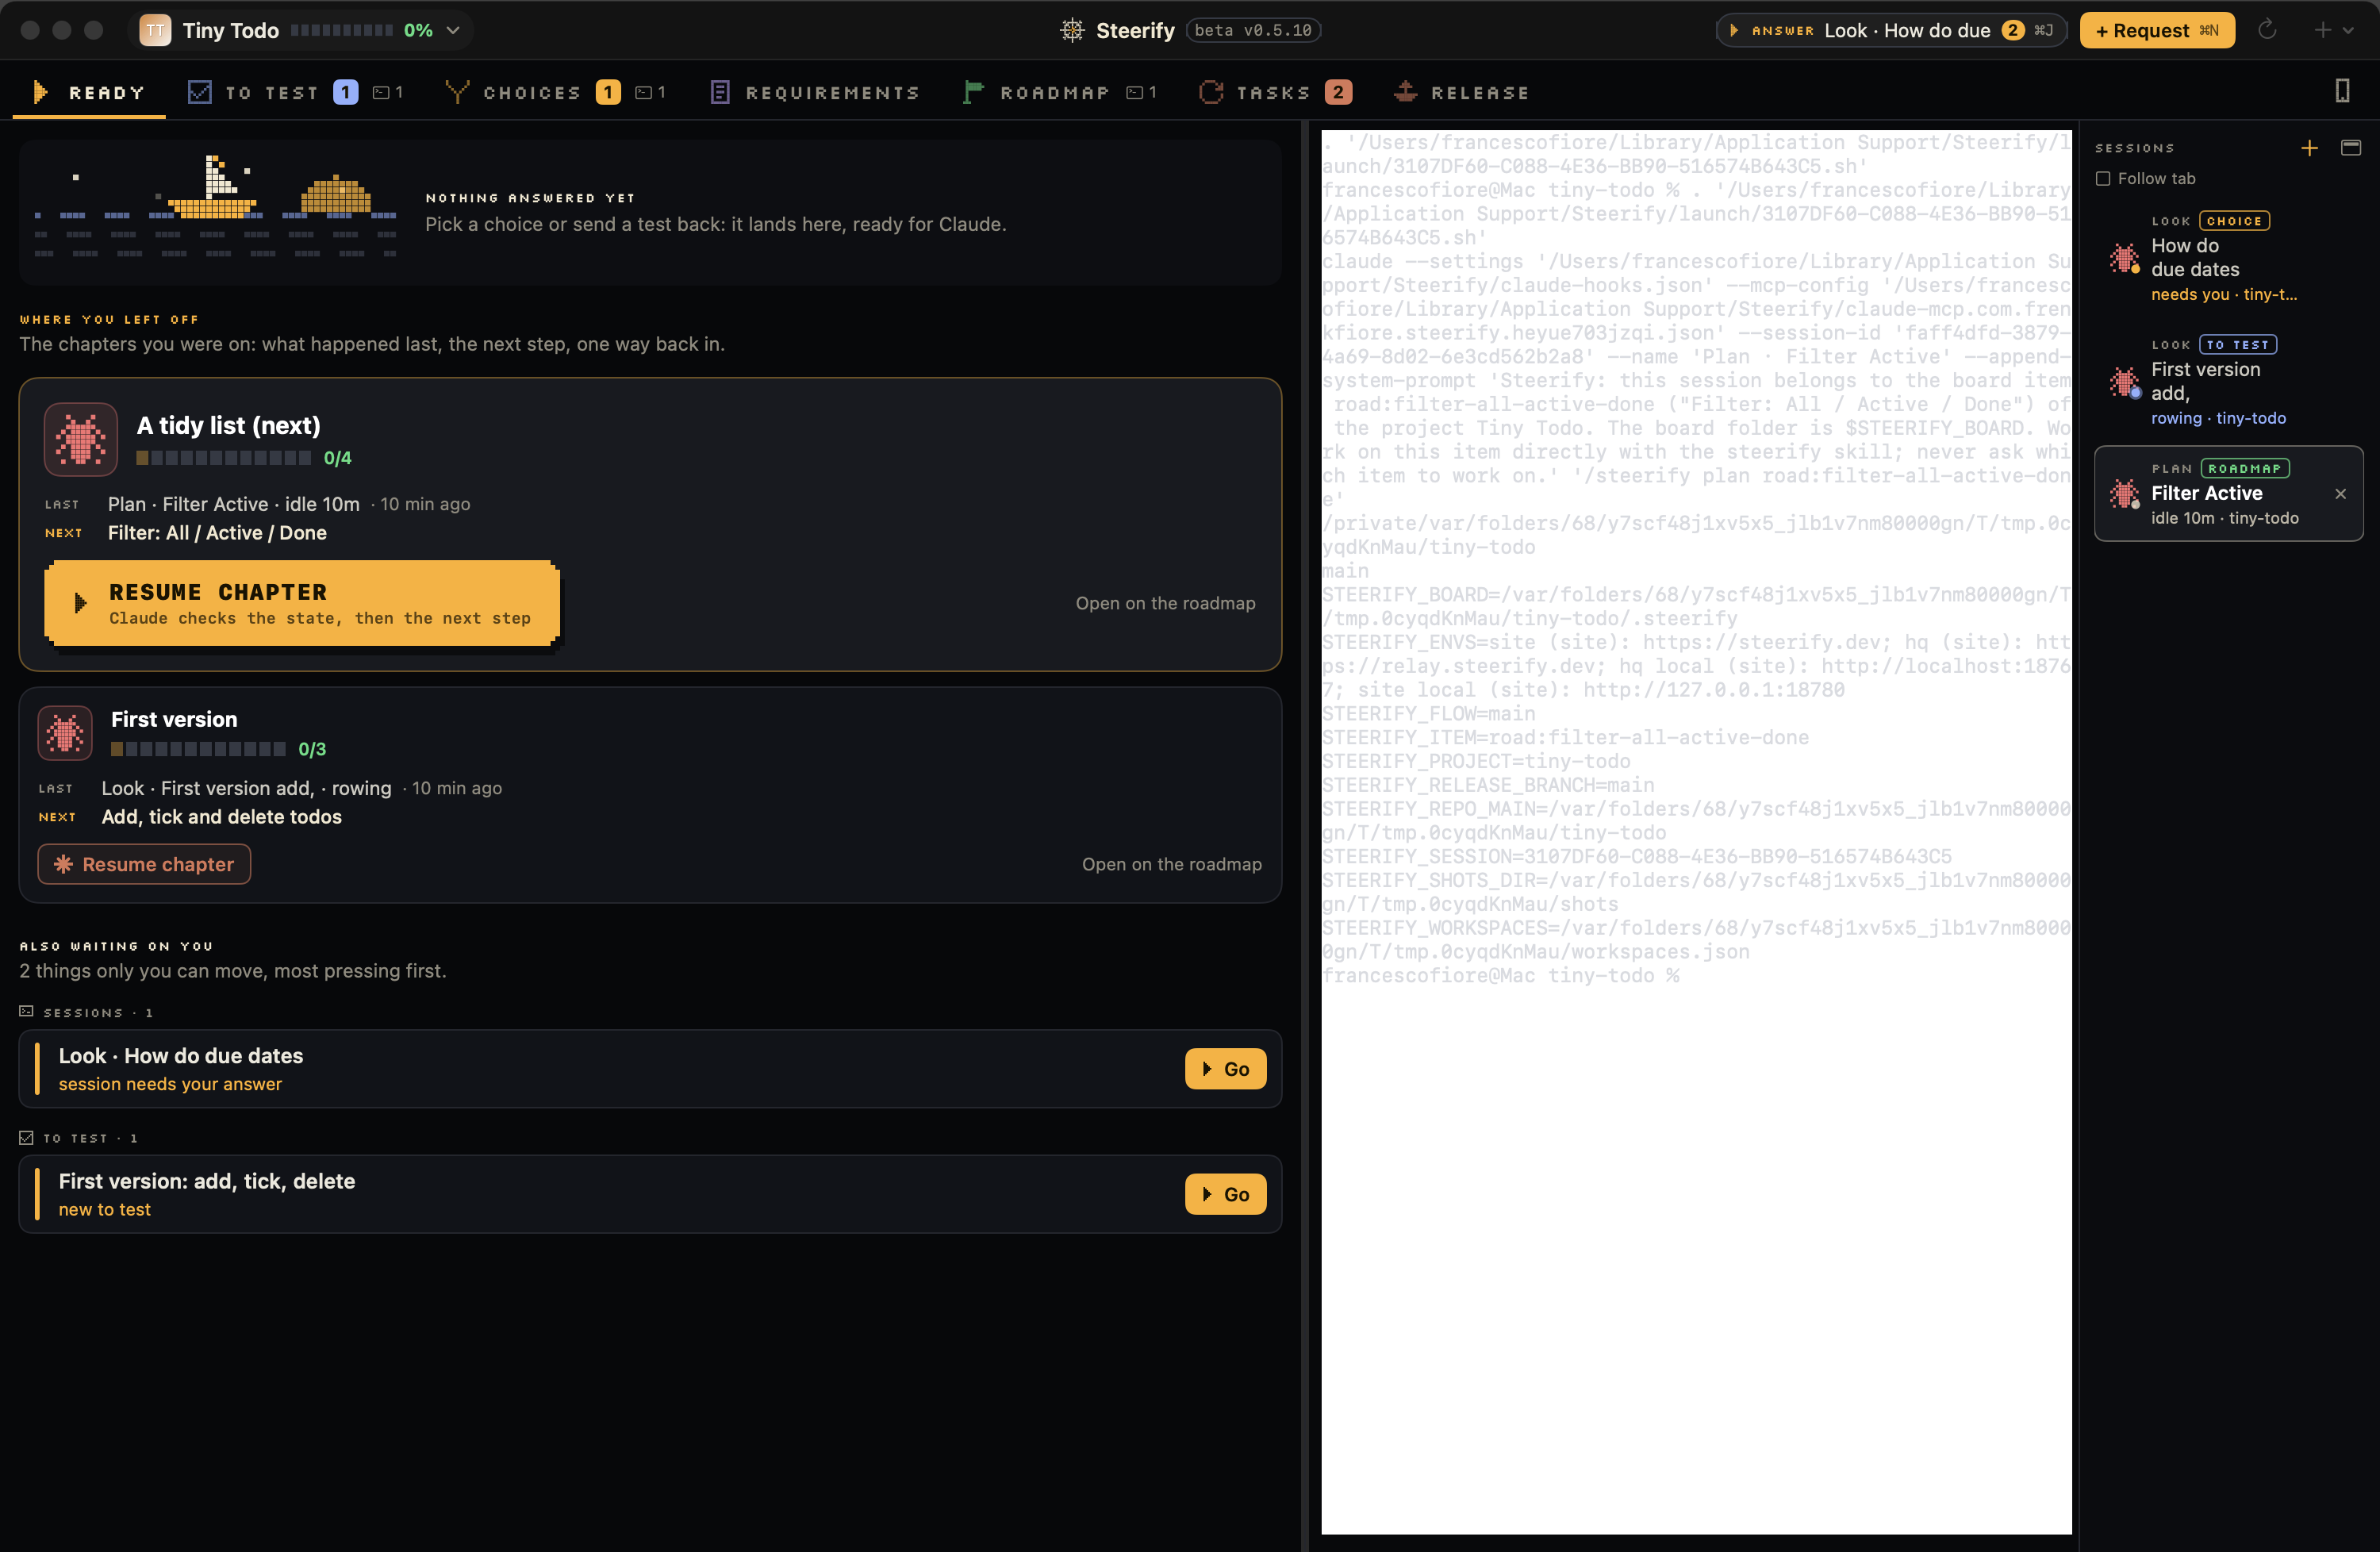 TT Tiny Todo 0%
Steerify beta v0.5.10
ANSWER Look · How do due 2 ⌘J
+ Request ⌘N
READY
TO TEST 1 1
CHOICES 1 1
REQUIREMENTS
ROADMAP 1
TASKS 2
RELEASE
NOTHING ANSWERED YET
Pick a choice or send a test back: it lands here, ready for Claude.
WHERE YOU LEFT OFF
The chapters you were on: what happened last, the next step, one way back in.
A tidy list (next)
0/4
LAST Plan · Filter Active · idle 10m · 10 min ago
NEXT Filter: All / Active / Done
RESUME CHAPTER
Claude checks the state, then the next step
Open on the roadmap
First version
0/3
LAST Look · First version add, · rowing · 10 min ago
NEXT Add, tick and delete todos
Resume chapter
Open on the roadmap
ALSO WAITING ON YOU
2 things only you can move, most pressing first.
SESSIONS · 1
Look · How do due dates
session needs your answer
Go
TO TEST · 1
First version: add, tick, delete
new to test
Go
. '/Users/francescofiore/Library/Application Support/Steerify/l
aunch/3107DF60-C088-4E36-BB90-516574B643C5.sh'
francescofiore@Mac tiny-todo % . '/Users/francescofiore/Library
/Application Support/Steerify/launch/3107DF60-C088-4E36-BB90-51
6574B643C5.sh'
claude --settings '/Users/francescofiore/Library/Application Su
pport/Steerify/claude-hooks.json' --mcp-config '/Users/francesc
ofiore/Library/Application Support/Steerify/claude-mcp.com.fren
kfiore.steerify.heyue703jzqi.json' --session-id 'faff4dfd-3879-
4a69-8d02-6e3cd562b2a8' --name 'Plan · Filter Active' --append-
system-prompt 'Steerify: this session belongs to the board item
road:filter-all-active-done ("Filter: All / Active / Done") of
the project Tiny Todo. The board folder is $STEERIFY_BOARD. Wo
rk on this item directly with the steerify skill; never ask whi
ch item to work on.' '/steerify plan road:filter-all-active-don
e'
/private/var/folders/68/y7scf48j1xv5x5_jlb1v7nm80000gn/T/tmp.0c
yqdKnMau/tiny-todo
main
STEERIFY_BOARD=/var/folders/68/y7scf48j1xv5x5_jlb1v7nm80000gn/T
/tmp.0cyqdKnMau/tiny-todo/.steerify
STEERIFY_ENVS=site (site): https://steerify.dev; hq (site): htt
ps://relay.steerify.dev; hq local (site): http://localhost:1876
7; site local (site): http://127.0.0.1:18780
STEERIFY_FLOW=main
STEERIFY_ITEM=road:filter-all-active-done
STEERIFY_PROJECT=tiny-todo
STEERIFY_RELEASE_BRANCH=main
STEERIFY_REPO_MAIN=/var/folders/68/y7scf48j1xv5x5_jlb1v7nm80000
gn/T/tmp.0cyqdKnMau/tiny-todo
STEERIFY_SESSION=3107DF60-C088-4E36-BB90-516574B643C5
STEERIFY_SHOTS_DIR=/var/folders/68/y7scf48j1xv5x5_jlb1v7nm80000
gn/T/tmp.0cyqdKnMau/shots
STEERIFY_WORKSPACES=/var/folders/68/y7scf48j1xv5x5_jlb1v7nm8000
0gn/T/tmp.0cyqdKnMau/workspaces.json
francescofiore@Mac tiny-todo %
SESSIONS
Follow tab
LOOK CHOICE
How do
due dates
needs you · tiny-t...
LOOK TO TEST
First version
add,
rowing · tiny-todo
PLAN ROADMAP
Filter Active
idle 10m · tiny-todo